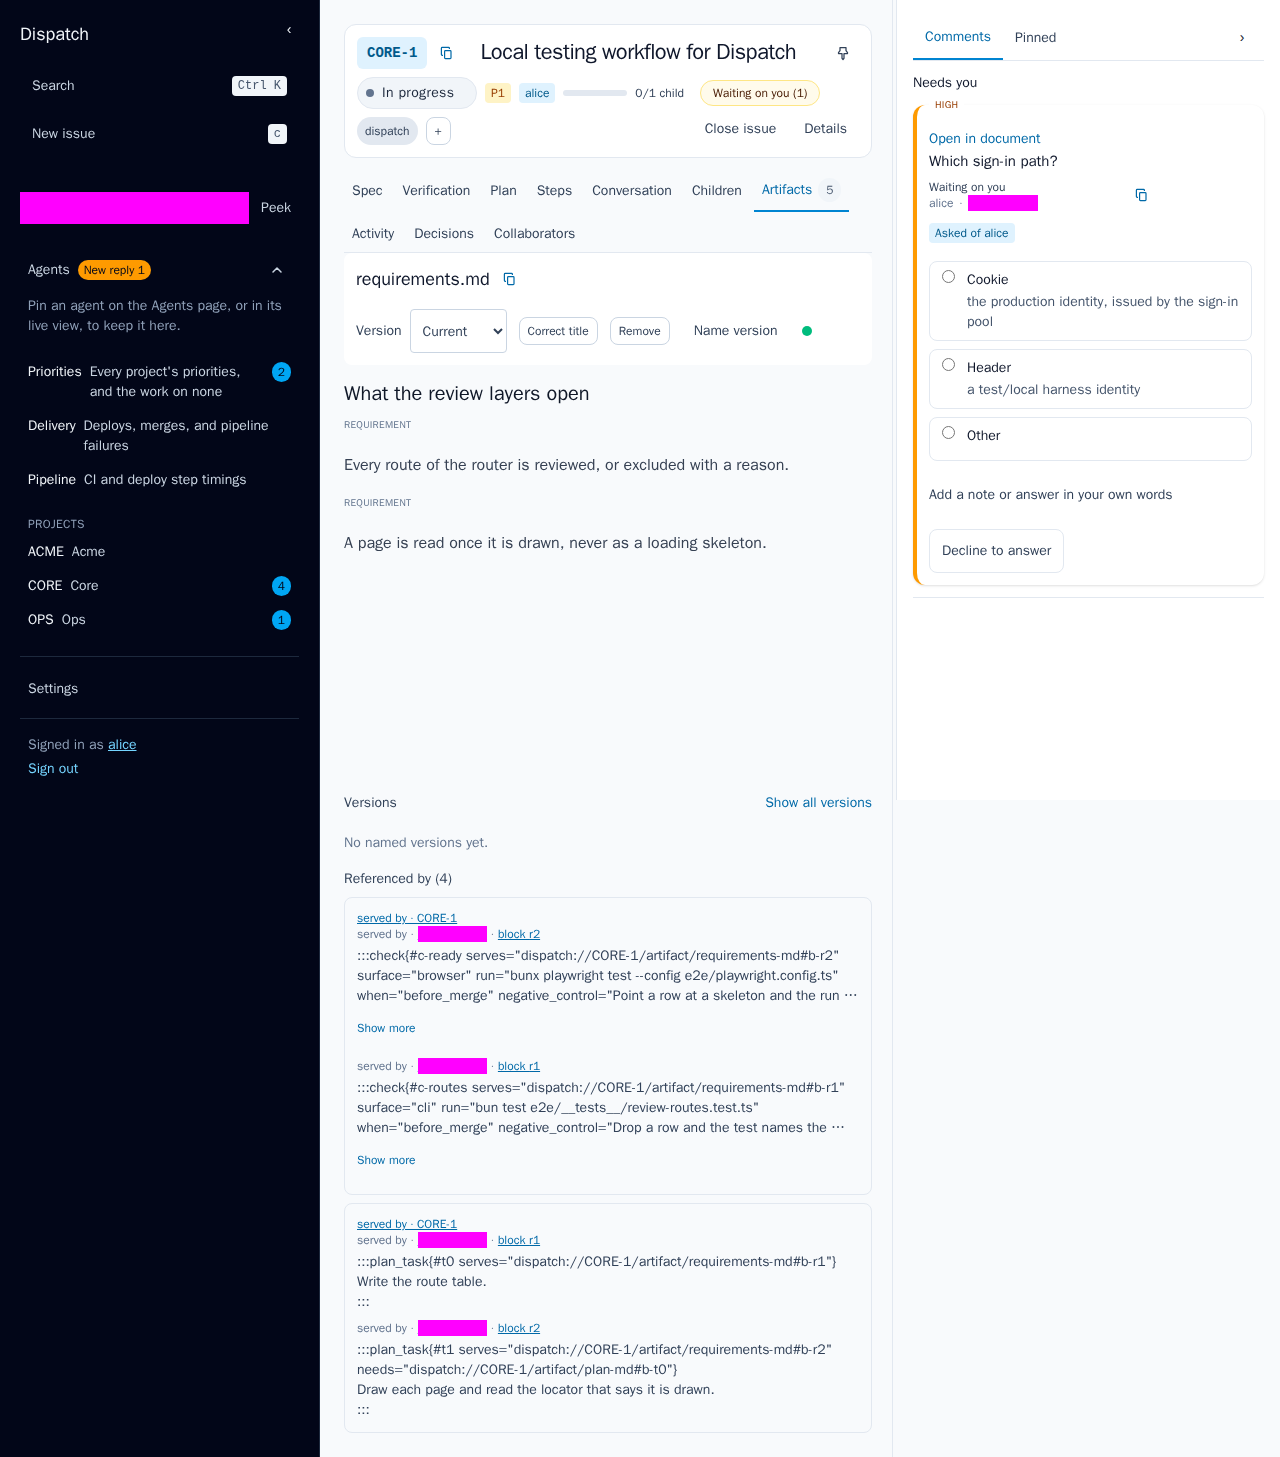 Dispatch
‹
Search
Ctrl K
New issue
C
Peek
Agents
New reply 1
Pin an agent on the Agents page, or in its
live view, to keep it here.
Priorities
Every project's priorities,
and the work on none
2
Delivery
Deploys, merges, and pipeline
failures
Pipeline
CI and deploy step timings
PROJECTS
ACME Acme
CORE Core
4
OPS Ops
1
Settings
Signed in as alice
Sign out
CORE-1
Local testing workflow for Dispatch
In progress
P1
alice
0/1 child
Waiting on you (1)
dispatch
+
Close issue
Details
Spec
Verification
Plan
Steps
Conversation
Children
Artifacts 5
Activity
Decisions
Collaborators
requirements.md
Version
Current
Correct title
Remove
Name version
What the review layers open
REQUIREMENT
Every route of the router is reviewed, or excluded with a reason.
REQUIREMENT
A page is read once it is drawn, never as a loading skeleton.
Versions
Show all versions
No named versions yet.
Referenced by (4)
served by · CORE-1
served by · · block r2
:::check{#c-ready serves="dispatch://CORE-1/artifact/requirements-md#b-r2"
surface="browser" run="bunx playwright test --config e2e/playwright.config.ts"
when="before_merge" negative_control="Point a row at a skeleton and the run ⋯
Show more
served by · · block r1
:::check{#c-routes serves="dispatch://CORE-1/artifact/requirements-md#b-r1"
surface="cli" run="bun test e2e/__tests__/review-routes.test.ts"
when="before_merge" negative_control="Drop a row and the test names the ⋯
Show more
served by · CORE-1
served by · · block r1
:::plan_task{#t0 serves="dispatch://CORE-1/artifact/requirements-md#b-r1"}
Write the route table.
:::
served by · · block r2
:::plan_task{#t1 serves="dispatch://CORE-1/artifact/requirements-md#b-r2"
needs="dispatch://CORE-1/artifact/plan-md#b-t0"}
Draw each page and read the locator that says it is drawn.
:::
Comments
Pinned
›
Needs you
HIGH
Open in document
Which sign-in path?
Waiting on you
alice ·
Asked of alice
Cookie
the production identity, issued by the sign-in
pool
Header
a test/local harness identity
Other
Add a note or answer in your own words
Decline to answer